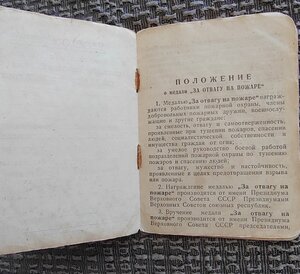 ПОЛОЖЕНИЕ
о медали „ЗА ОТВАГУ НА ПОЖАРЕ“
1. Медалью „За отвагу на пожаре“ награж-
даются работники пожарной охраны, члены
добровольных пожарных дружин, военнослу-
жащие и другие граждане:
за смелость, отвагу и самоотверженность,
проявленные при тушении пожаров, спасении
людей, социалистической собственности и
имущества граждан от огня;
за умелое руководство боевой работой
подразделений пожарной охраны по тушению
пожаров и спасению людей;
за мужество и настойчивость,
проявленные в целях предотвращения взрыва
или пожара.
2. Награждение медалью „За отвагу на
пожаре“ производится от имени Президиума
Верховного Совета СССР Президиумами
Верховных Советов союзных республик.
3. Вручение медали „За отвагу на по-
жаре“ производится от имени Президиума
Верховного Совета СССР председателями,